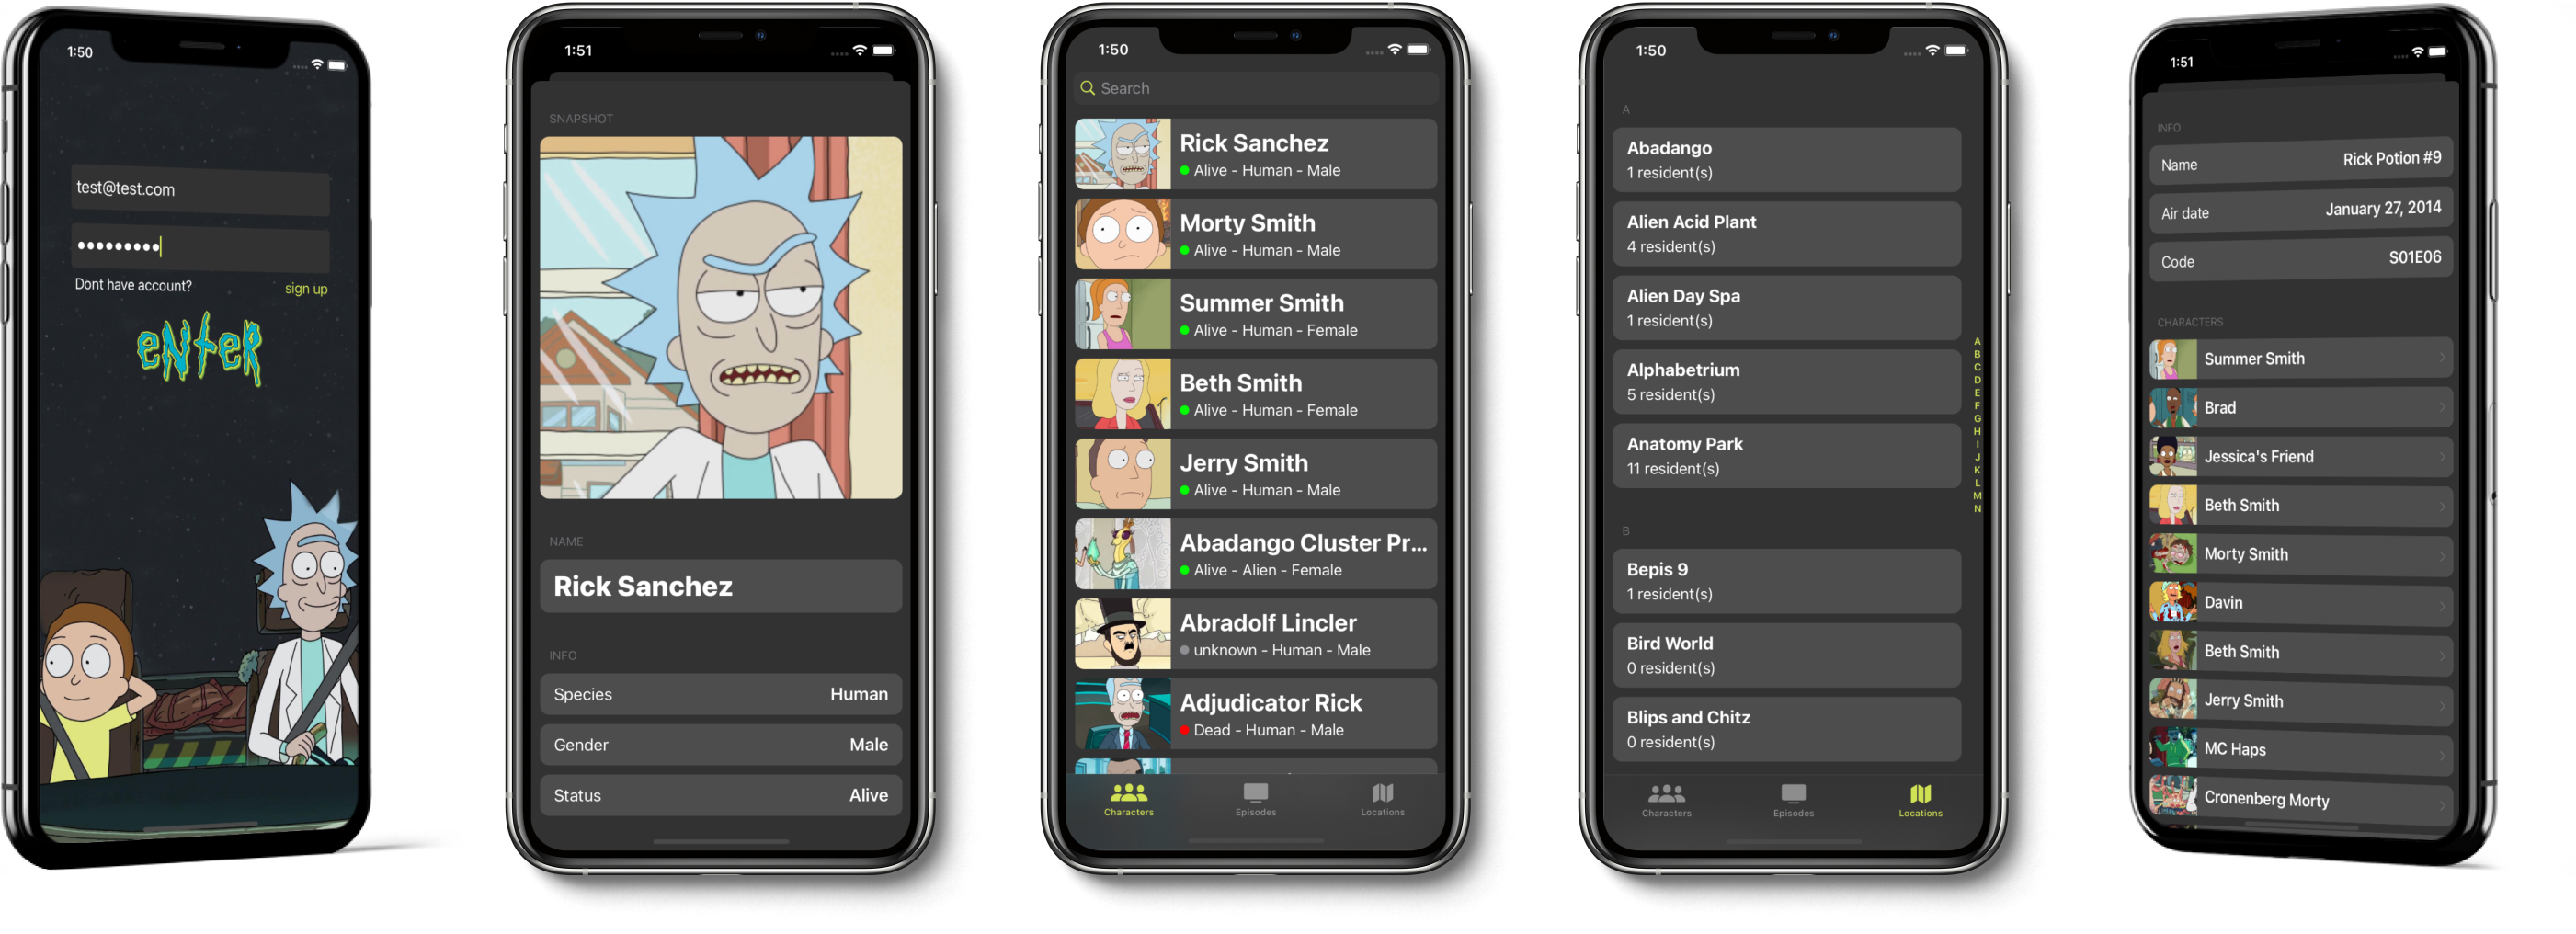 1:50
test@test.com
Dont have account?
sign up
eNteR
1:51
SNAPSHOT
NAME
Rick Sanchez
INFO
Species
Human
Gender
Male
Status
Alive
1:50
Search
Rick Sanchez
Alive - Human - Male
Morty Smith
Alive - Human - Male
Summer Smith
Alive - Human - Female
Beth Smith
Alive - Human - Female
Jerry Smith
Alive - Human - Male
Abadango Cluster Pr...
Alive - Alien - Female
Abradolf Lincler
unknown - Human - Male
Adjudicator Rick
Dead - Human - Male
Characters
Episodes
Locations
1:50
A
Abadango
1 resident(s)
Alien Acid Plant
4 resident(s)
Alien Day Spa
1 resident(s)
Alphabetrium
5 resident(s)
Anatomy Park
11 resident(s)
B
Bepis 9
1 resident(s)
Bird World
0 resident(s)
Blips and Chitz
0 resident(s)
A
B
C
D
E
F
G
H
I
J
K
L
M
N
Characters
Episodes
Locations
1:51
INFO
Name
Rick Potion #9
Air date
January 27, 2014
Code
S01E06
CHARACTERS
Summer Smith
Brad
Jessica's Friend
Beth Smith
Morty Smith
Davin
Beth Smith
Jerry Smith
MC Haps
Cronenberg Morty